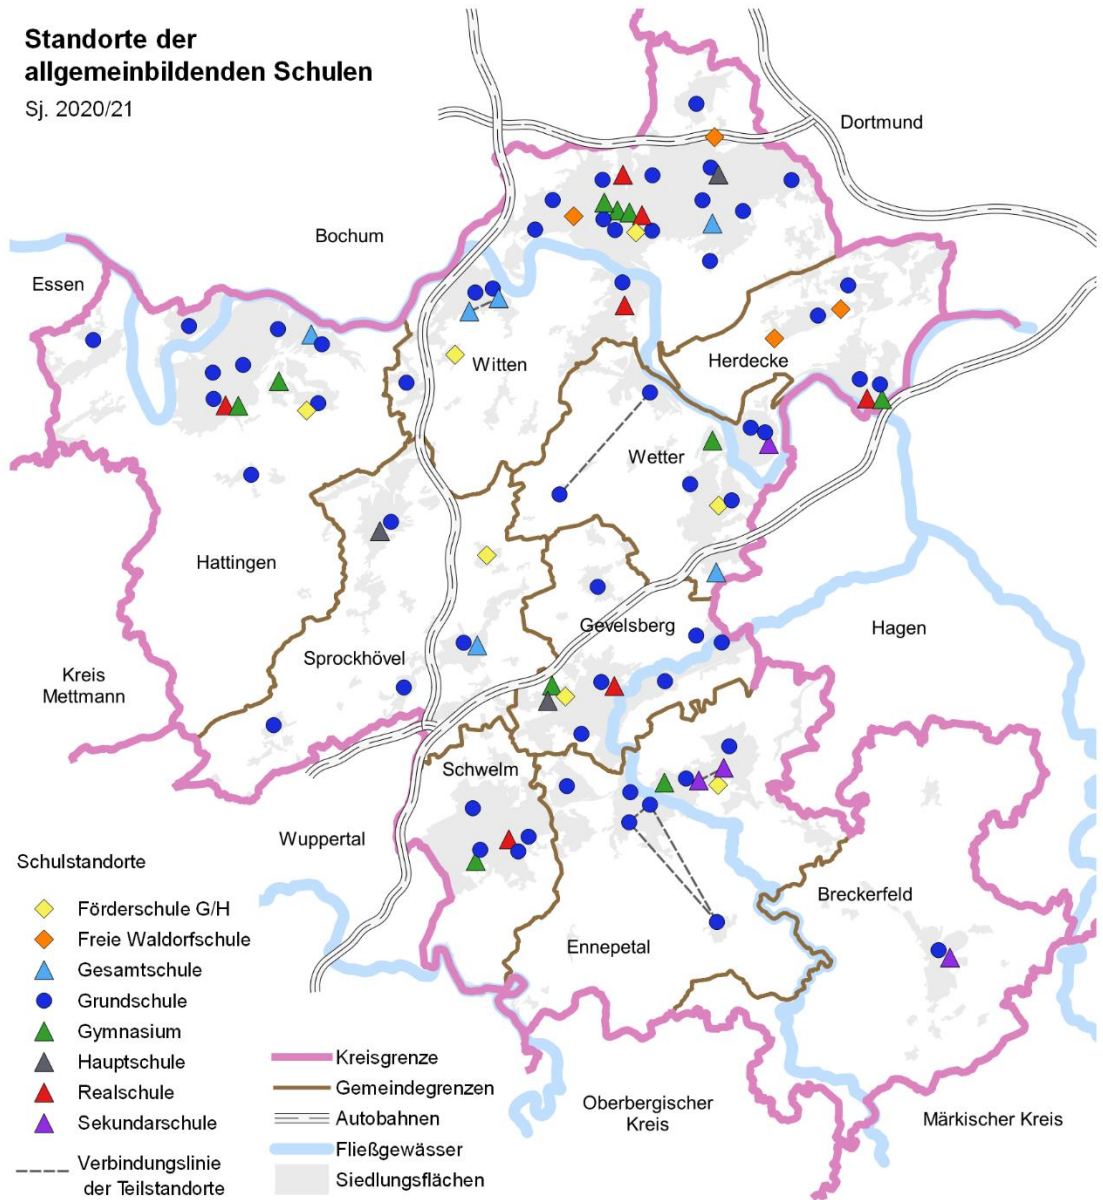 Standorte der
allgemeinbildenden Schulen
Sj. 2020/21
Dortmund
Bochum
Essen
Witten
Herdecke
Wetter
Hattingen
Gevelsberg
Hagen
Sprockhövel
Kreis
Mettmann
Schwelm
Wuppertal
Breckerfeld
Ennepetal
Oberbergischer
Kreis
Märkischer Kreis
Schulstandorte
Förderschule G/H
Freie Waldorfschule
Gesamtschule
Grundschule
Gymnasium
Hauptschule
Realschule
Sekundarschule
Verbindungslinie
der Teilstandorte
Kreisgrenze
Gemeindegrenzen
Autobahnen
Fließgewässer
Siedlungsflächen